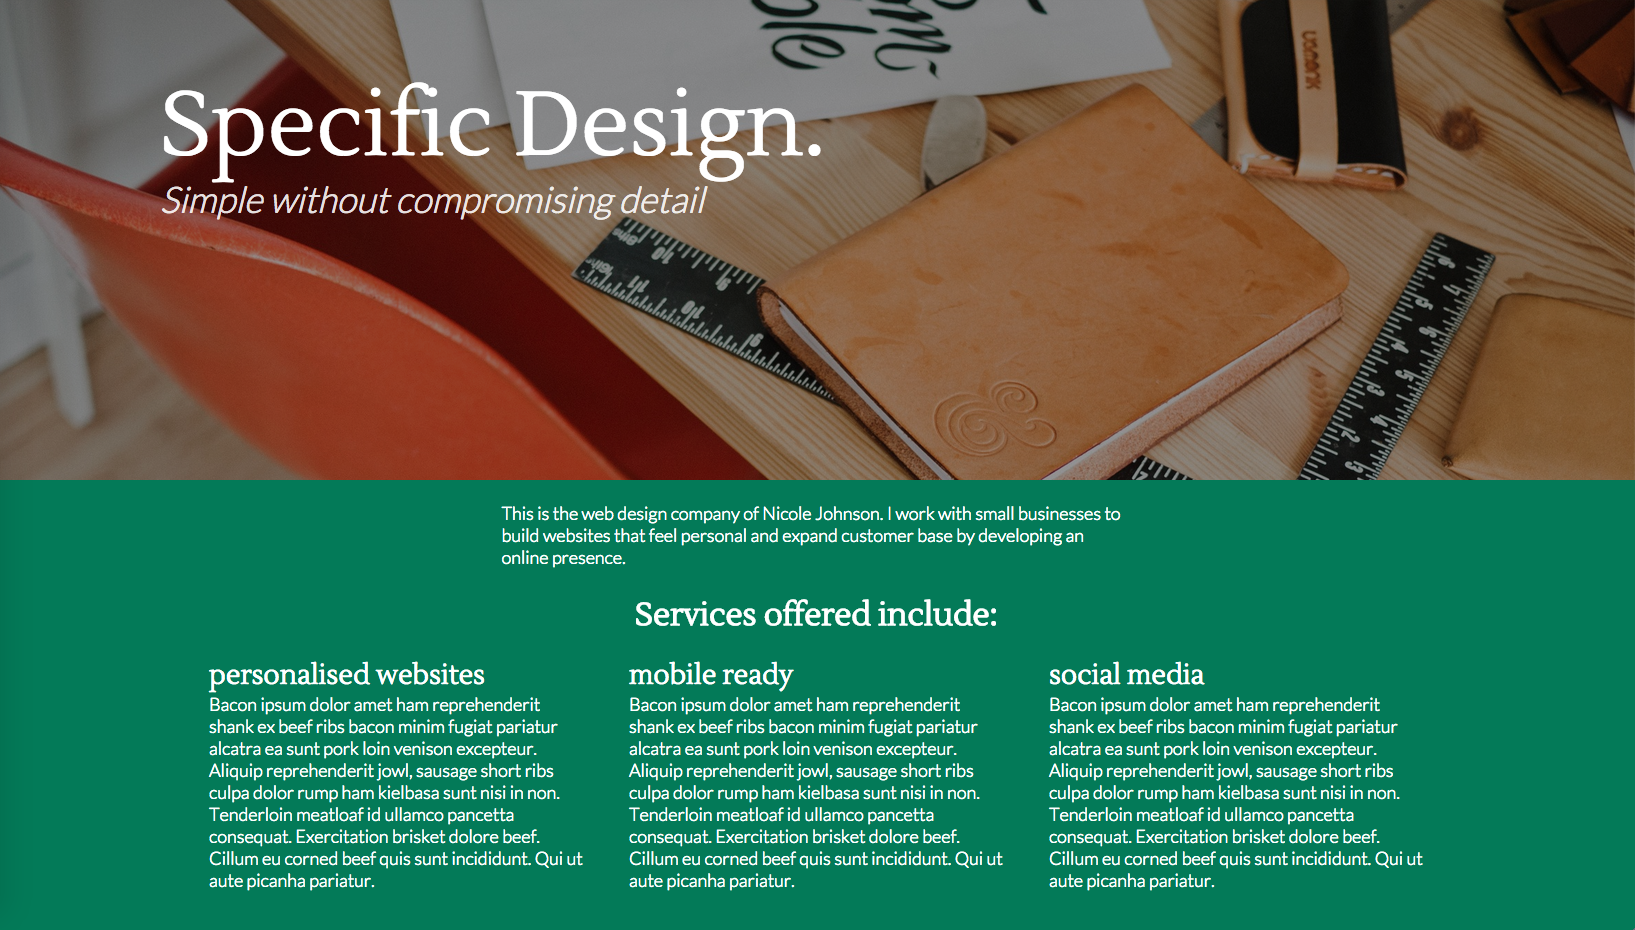 Specific Design.
Simple without compromising detail
This is the web design company of Nicole Johnson. I work with small businesses to
build websites that feel personal and expand customer base by developing an
online presence.
Services offered include:
personalised websites
Bacon ipsum dolor amet ham reprehenderit
shank ex beef ribs bacon minim fugiat pariatur
alcatra ea sunt pork loin venison excepteur.
Aliquip reprehenderit jowl, sausage short ribs
culpa dolor rump ham kielbasa sunt nisi in non.
Tenderloin meatloaf id ullamco pancetta
consequat. Exercitation brisket dolore beef.
Cillum eu corned beef quis sunt incididunt. Qui ut
aute picanha pariatur.
mobile ready
Bacon ipsum dolor amet ham reprehenderit
shank ex beef ribs bacon minim fugiat pariatur
alcatra ea sunt pork loin venison excepteur.
Aliquip reprehenderit jowl, sausage short ribs
culpa dolor rump ham kielbasa sunt nisi in non.
Tenderloin meatloaf id ullamco pancetta
consequat. Exercitation brisket dolore beef.
Cillum eu corned beef quis sunt incididunt. Qui ut
aute picanha pariatur.
social media
Bacon ipsum dolor amet ham reprehenderit
shank ex beef ribs bacon minim fugiat pariatur
alcatra ea sunt pork loin venison excepteur.
Aliquip reprehenderit jowl, sausage short ribs
culpa dolor rump ham kielbasa sunt nisi in non.
Tenderloin meatloaf id ullamco pancetta
consequat. Exercitation brisket dolore beef.
Cillum eu corned beef quis sunt incididunt. Qui ut
aute picanha pariatur.